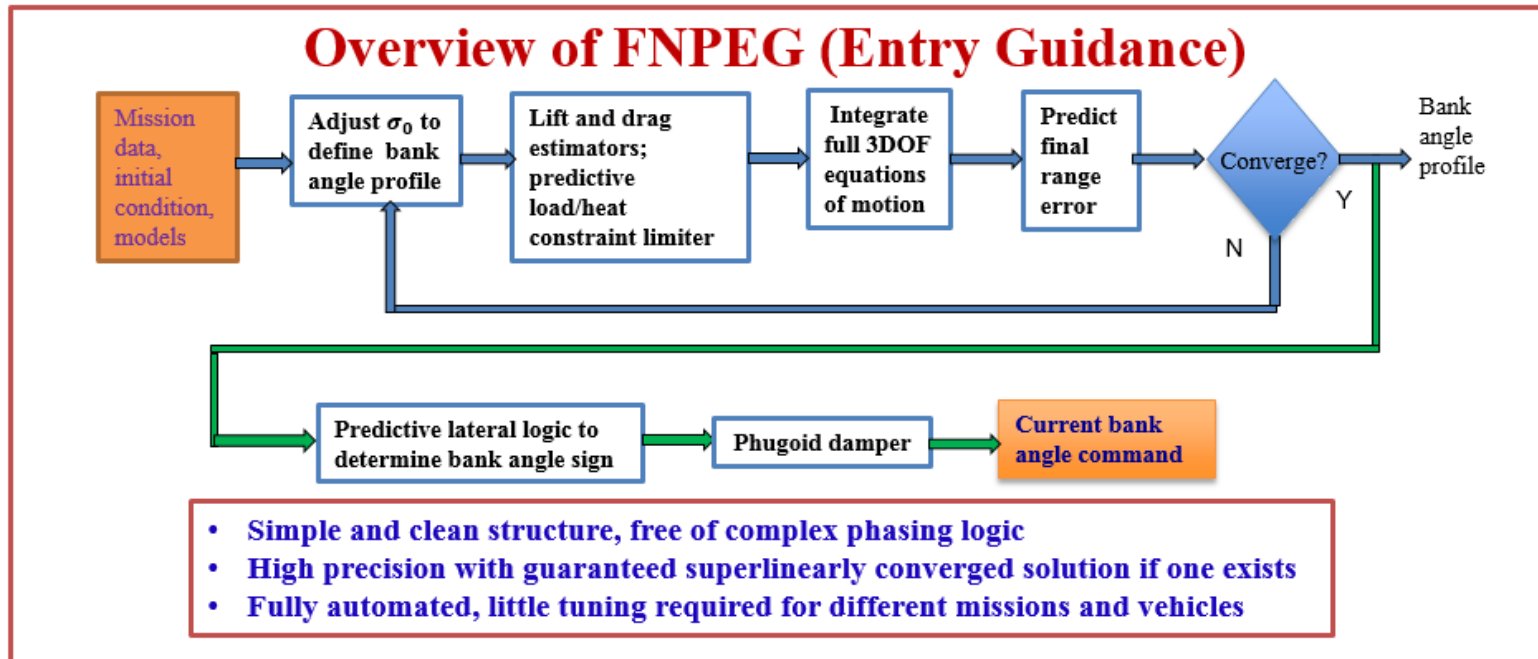 Overview of FNPEG (Entry Guidance)
Mission
data,
initial
condition,
models
Adjust σ₀ to
define bank
angle profile
Lift and drag
estimators;
predictive
load/heat
constraint limiter
Integrate
full 3DOF
equations
of motion
Predict
final
range
error
Converge?
Y
N
Bank
angle
profile
Predictive lateral logic to
determine bank angle sign
Phugoid damper
Current bank
angle command
• Simple and clean structure, free of complex phasing logic
• High precision with guaranteed superlinearly converged solution if one exists
• Fully automated, little tuning required for different missions and vehicles